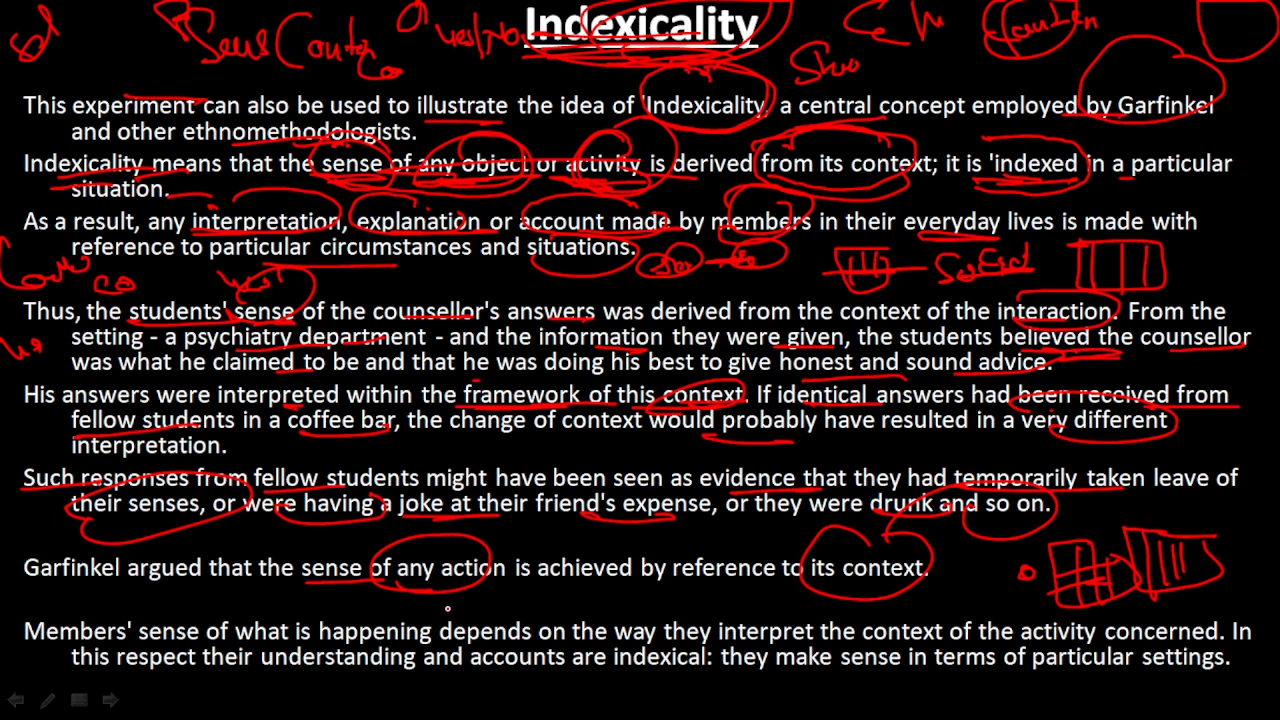 Indexicality
This experiment can also be used to illustrate the idea of 'Indexicality, a central concept employed by Garfinkel
and other ethnomethodologists.
Indexicality means that the sense of any object or activity is derived from its context; it is 'indexed in a particular
situation.
As a result, any interpretation, explanation or account made by members in their everyday lives is made with
reference to particular circumstances and situations.
Thus, the students' sense of the counsellor's answers was derived from the context of the interaction. From the
setting - a psychiatry department - and the information they were given, the students believed the counsellor
was what he claimed to be and that he was doing his best to give honest and sound advice.
His answers were interpreted within the framework of this context. If identical answers had been received from
fellow students in a coffee bar, the change of context would probably have resulted in a very different
interpretation.
Such responses from fellow students might have been seen as evidence that they had temporarily taken leave of
their senses, or were having a joke at their friend's expense, or they were drunk and so on.
Garfinkel argued that the sense of any action is achieved by reference to its context.
Members' sense of what is happening depends on the way they interpret the context of the activity concerned. In
this respect their understanding and accounts are indexical: they make sense in terms of particular settings.